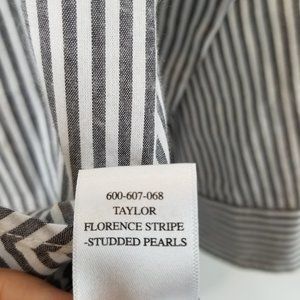 600-607-068
TAYLOR
FLORENCE STRIPE
-STUDDED PEARLS